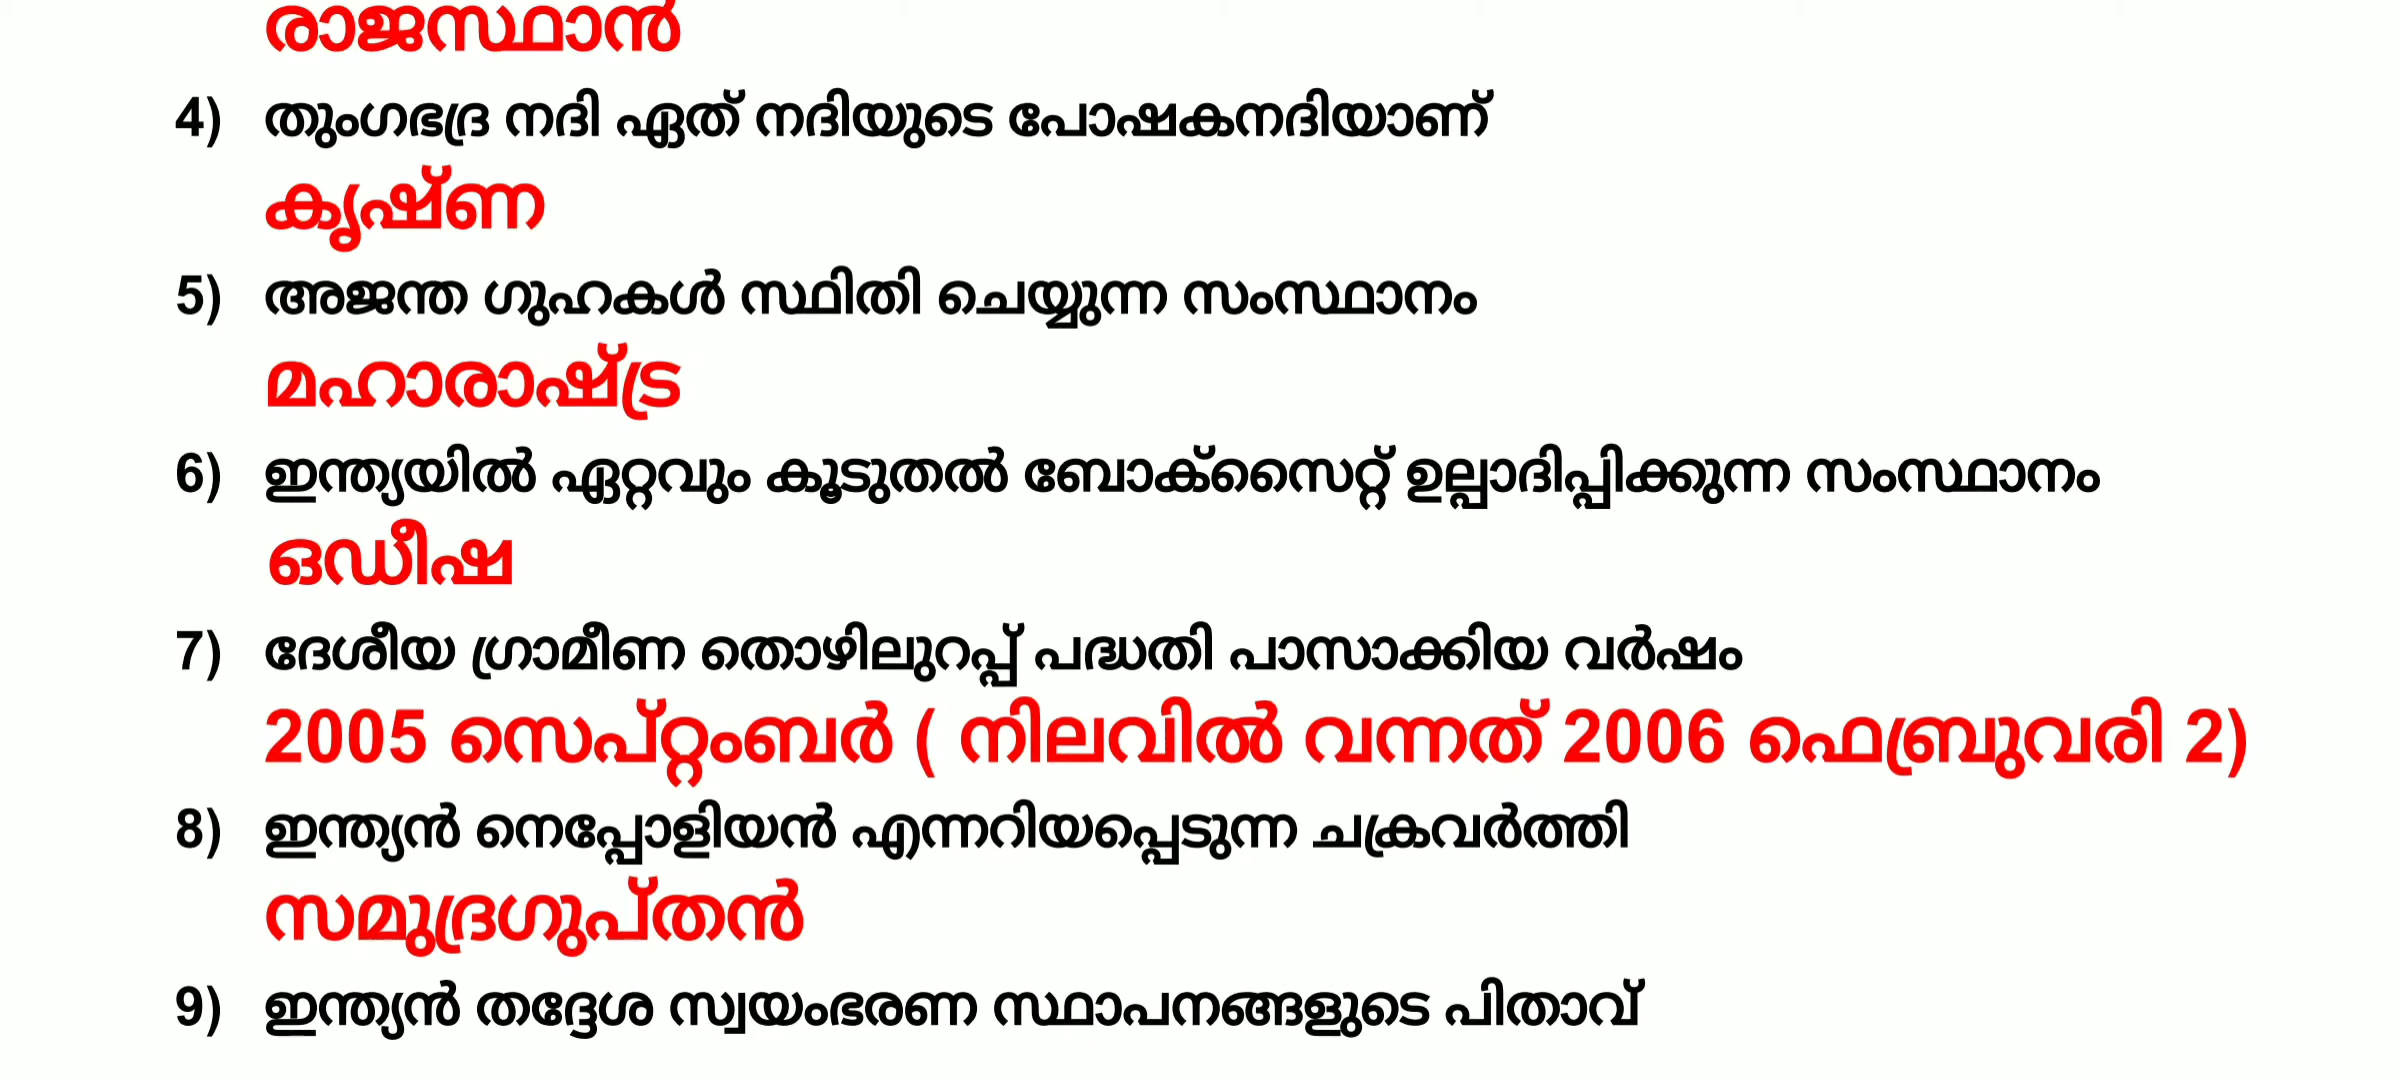 രാജസ്ഥാൻ
4) തുംഗഭദ്ര നദി ഏത് നദിയുടെ പോഷകനദിയാണ്
കൃഷ്ണ
5) അജന്ത ഗുഹകൾ സ്ഥിതി ചെയ്യുന്ന സംസ്ഥാനം
മഹാരാഷ്ട്ര
6) ഇന്ത്യയിൽ ഏറ്റവും കൂടുതൽ ബോക്സൈറ്റ് ഉല്പാദിപ്പിക്കുന്ന സംസ്ഥാനം
ഒഡീഷ
7) ദേശീയ ഗ്രാമീണ തൊഴിലുറപ്പ് പദ്ധതി പാസാക്കിയ വർഷം
2005 സെപ്റ്റംബർ ( നിലവിൽ വന്നത് 2006 ഫെബ്രുവരി 2)
8) ഇന്ത്യൻ നെപ്പോളിയൻ എന്നറിയപ്പെടുന്ന ചക്രവർത്തി
സമുദ്രഗുപ്തൻ
9) ഇന്ത്യൻ തദ്ദേശ സ്വയംഭരണ സ്ഥാപനങ്ങളുടെ പിതാവ്